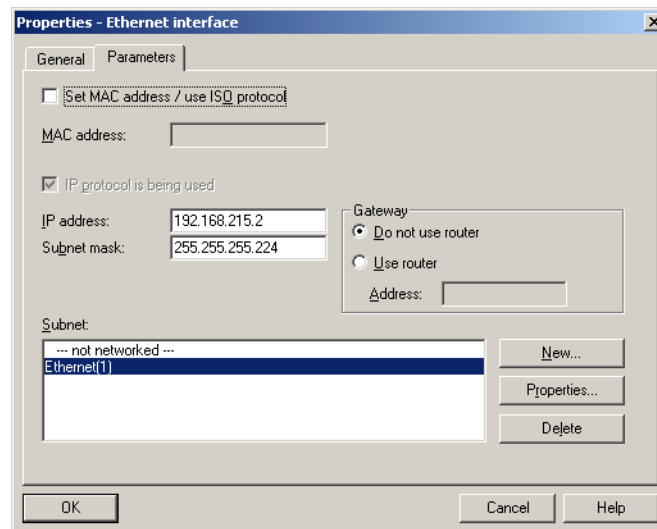 Properties - Ethernet interface
General Parameters
Set MAC address / use ISO protocol
MAC address:
IP protocol is being used
IP address: 192.168.215.2
Subnet mask: 255.255.255.224
Gateway
Do not use router
Use router
Address:
Subnet:
--- not networked ---
Ethernet(1)
New...
Properties...
Delete
OK Cancel Help